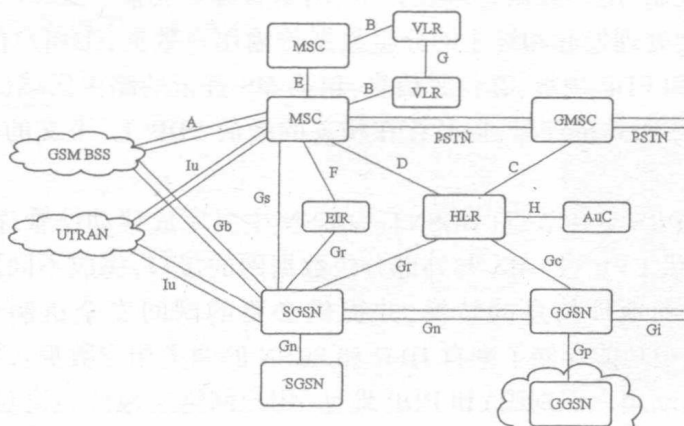 B
VLR
MSC
G
E
B
VLR
A
MSC
GMSC
GSM BSS
PSTN
PSTN
Iu
D
C
F
Gs
H
Gb
EIR
HLR
AuC
UTRAN
Gr
Gr
Gc
Iu
SGSN
Gn
GGSN
Gi
Gn
Gp
SGSN
GGSN